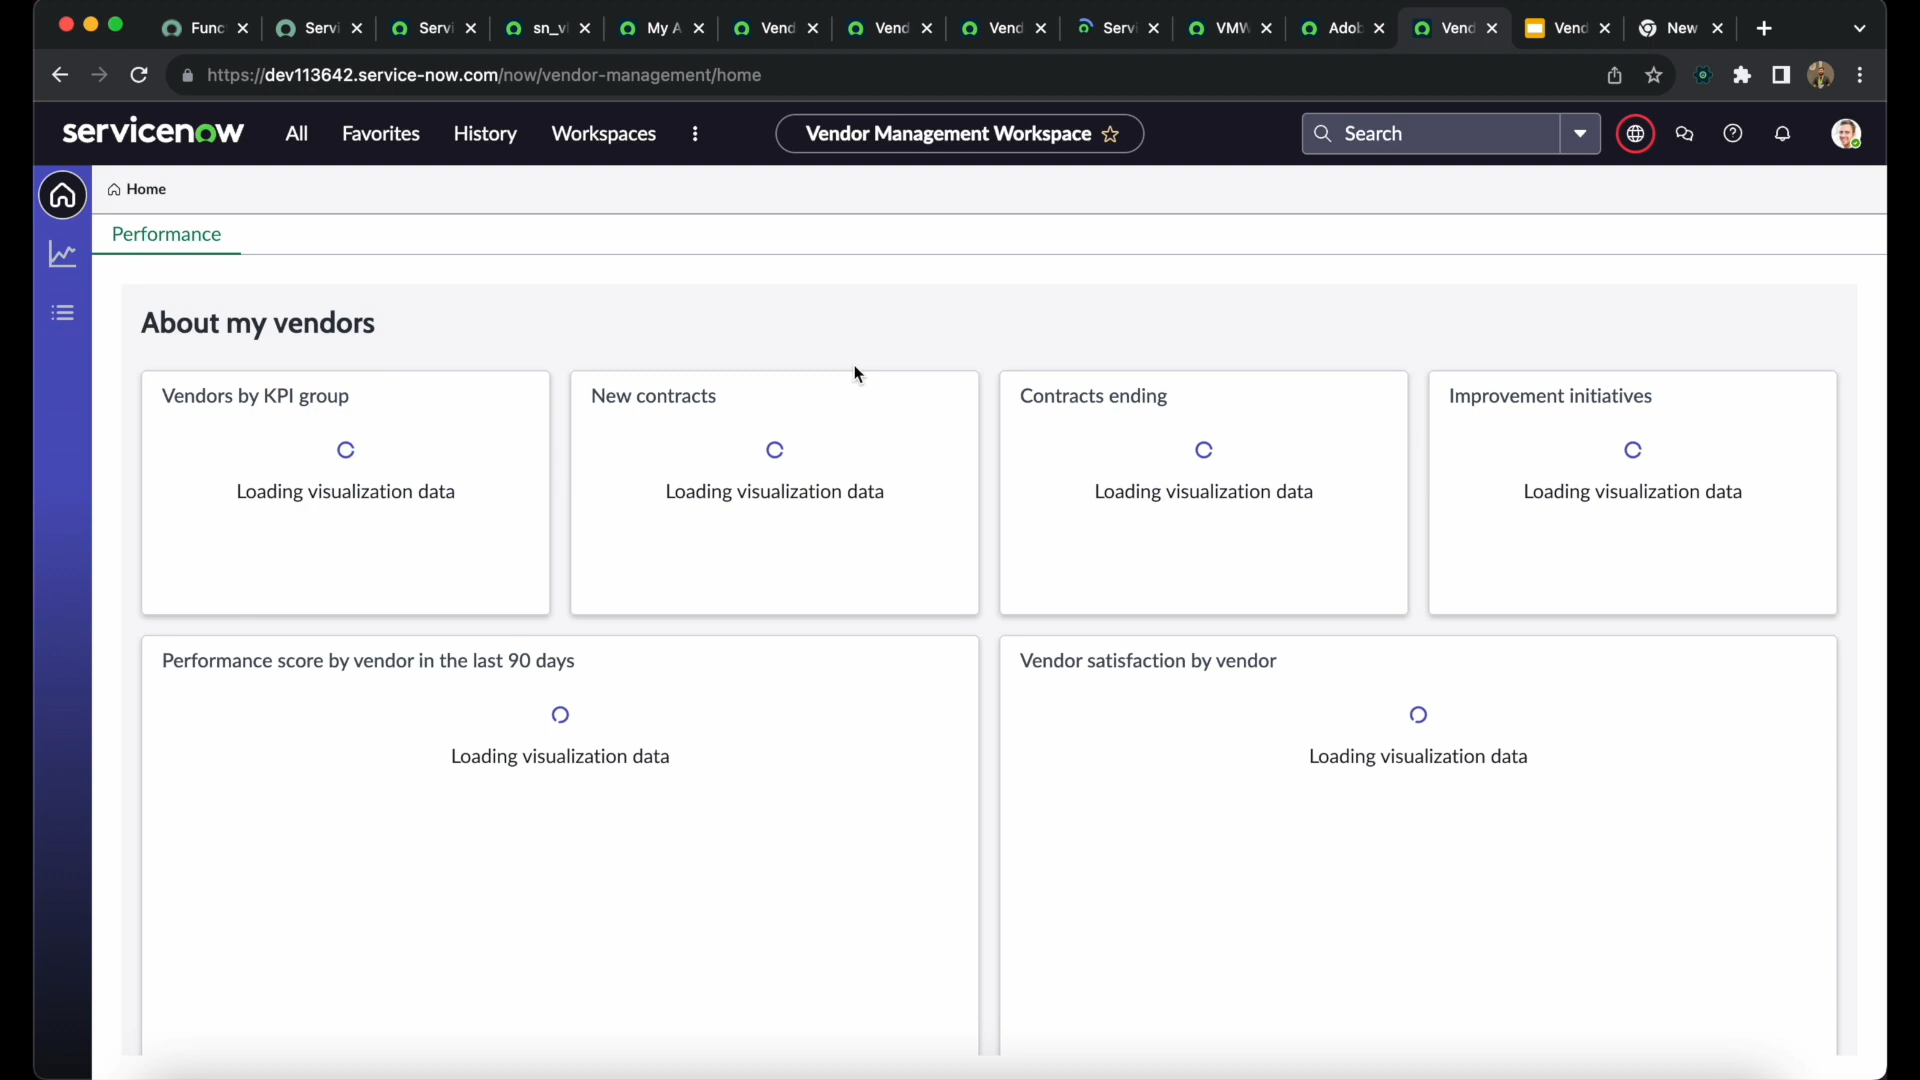 Func
Servi
Servi
sn_vl
My A
Vend
Vend
Vend
Servi
VMW
Adob
Vend
Vend
New
https://dev113642.service-now.com/now/vendor-management/home
servicenow
All
Favorites
History
Workspaces
Vendor Management Workspace
Search
Home
Performance
About my vendors
Vendors by KPI group
New contracts
Contracts ending
Improvement initiatives
Loading visualization data
Loading visualization data
Loading visualization data
Loading visualization data
Performance score by vendor in the last 90 days
Vendor satisfaction by vendor
Loading visualization data
Loading visualization data